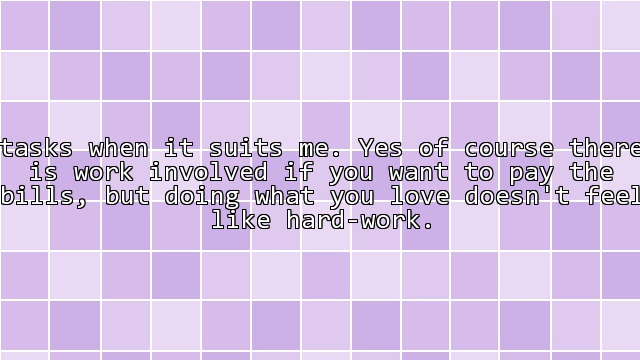 tasks when it suits me. Yes of course there
is work involved if you want to pay the
bills, but doing what you love doesn't feel
like hard-work.